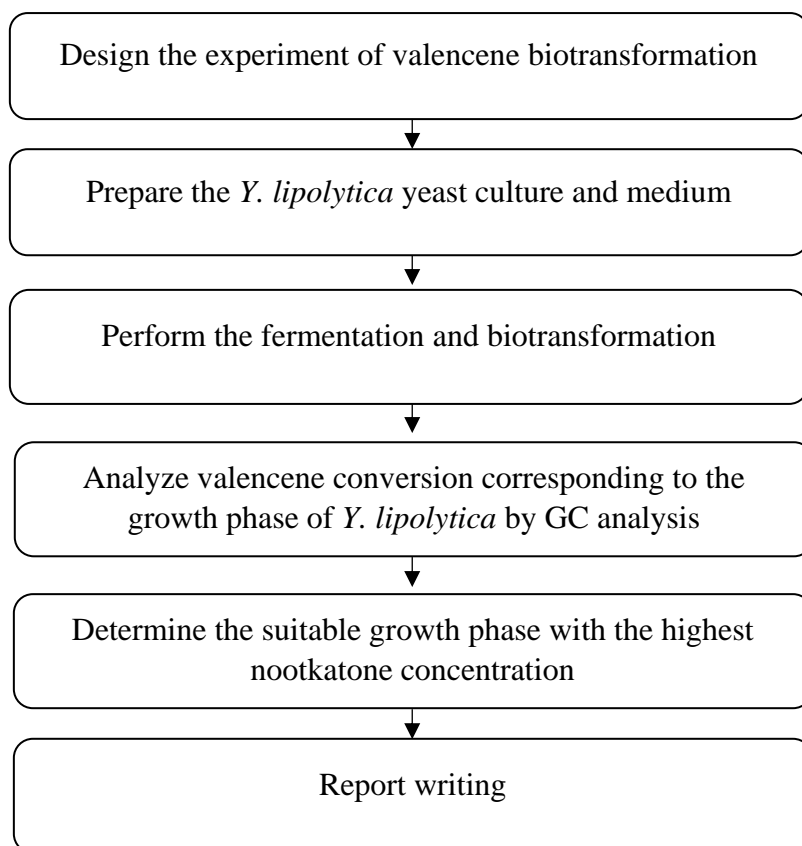 Design the experiment of valencene biotransformation
Prepare the Y. lipolytica yeast culture and medium
Perform the fermentation and biotransformation
Analyze valencene conversion corresponding to the
growth phase of Y. lipolytica by GC analysis
Determine the suitable growth phase with the highest
nootkatone concentration
Report writing